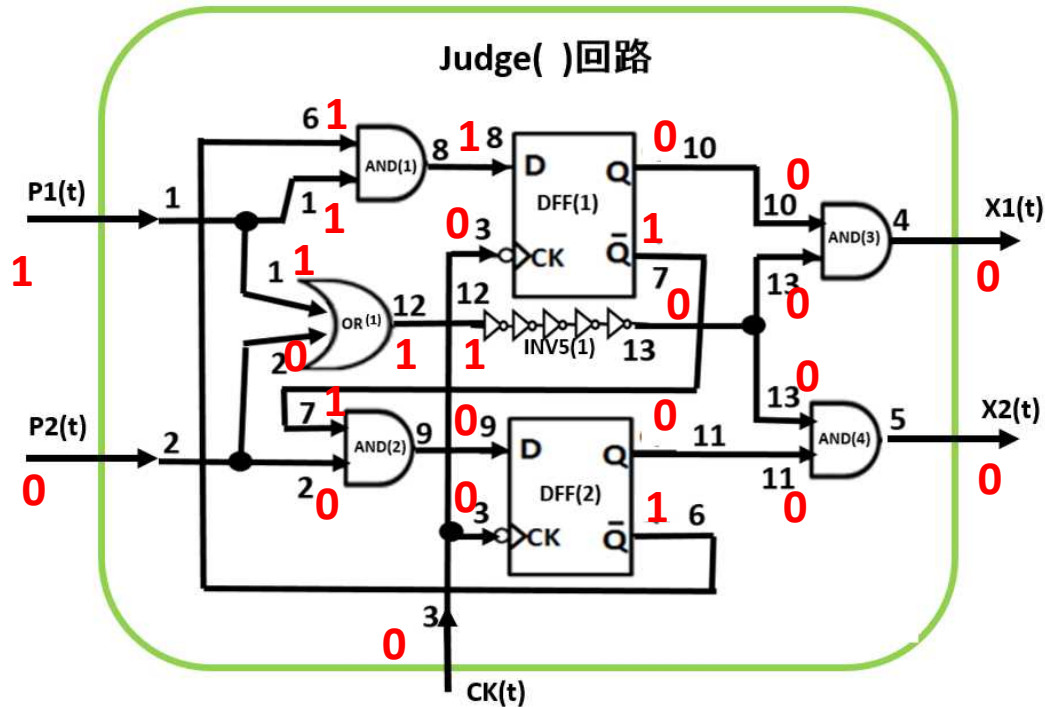 Judge( )回路
6 1
AND(1)
8 1 8
D
Q
0 10
DFF(1)
0
10
P1(t)
1
1
1
1
0 3
CK
Q̅
1
7
AND(3)
4
X1(t)
0
1 1
OR (1)
12
12
1
1
INV5(1)
0
13
13
0
2 0
7 1
AND(2)
9
0 9
D
Q
0
11
DFF(2)
0
13
AND(4)
5
X2(t)
0
11
0
P2(t)
2
0
2 0
0 3
CK
Q̅
1 6
3
0
CK(t)